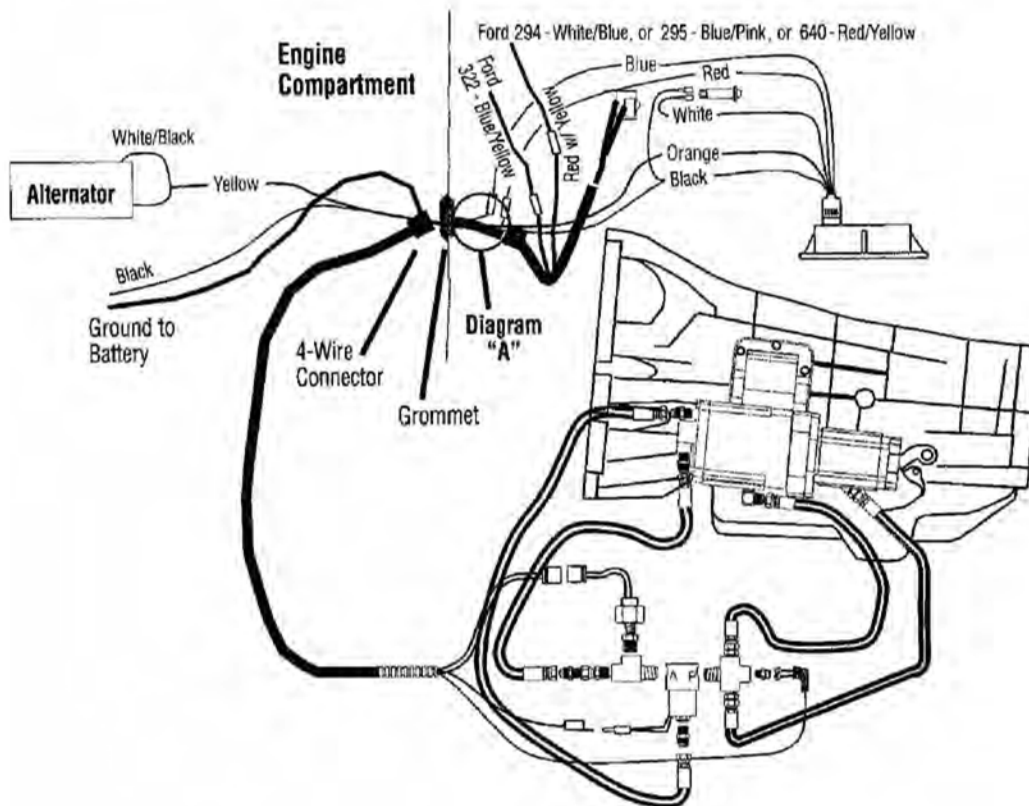 Ford 294 - White/Blue, or 295 - Blue/Pink, or 640 - Red/Yellow
Engine
Compartment
Ford
322 - Blue/Yellow
Red w/ Yellow
Blue
Red
White
Orange
Black
White/Black
Alternator
Yellow
Black
Ground to
Battery
4-Wire
Connector
Grommet
Diagram
"A"
A P